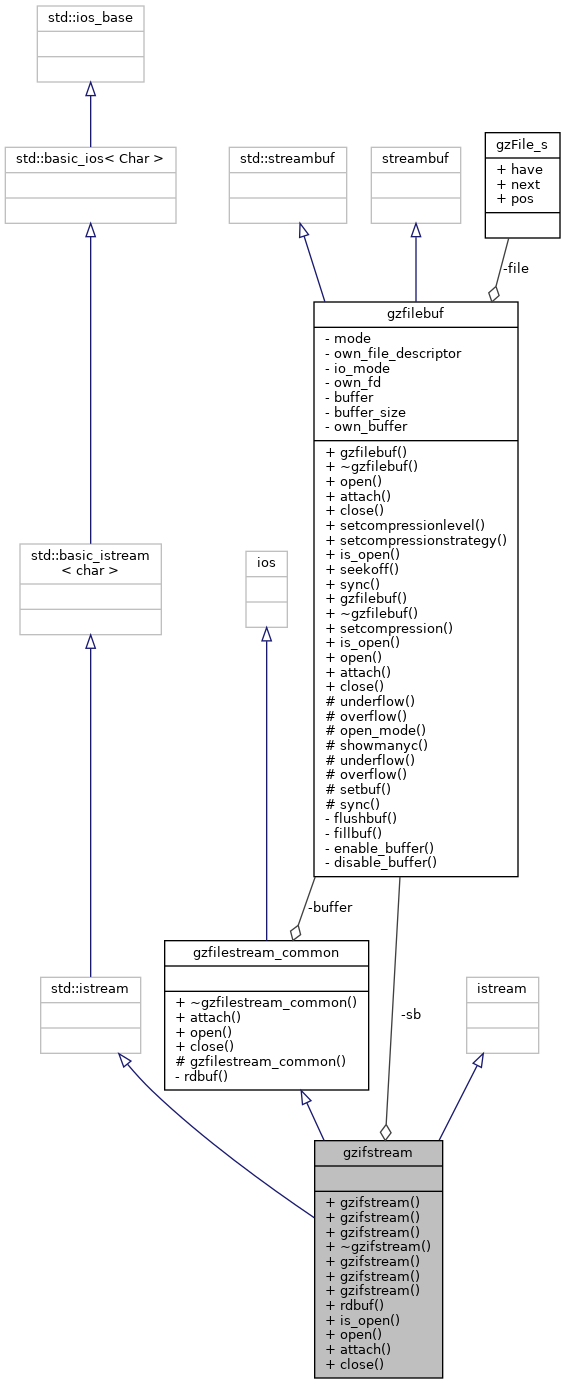 std::ios_base
std::basic_ios< Char >
std::streambuf
streambuf
gzFile_s
+ have
+ next
+ pos
-file
gzfilebuf
- mode
- own_file_descriptor
- io_mode
- own_fd
- buffer
- buffer_size
- own_buffer
+ gzfilebuf()
+ ~gzfilebuf()
+ open()
+ attach()
+ close()
+ setcompressionlevel()
+ setcompressionstrategy()
+ is_open()
+ seekoff()
+ sync()
+ gzfilebuf()
+ ~gzfilebuf()
+ setcompression()
+ is_open()
+ open()
+ attach()
+ close()
# underflow()
# overflow()
# open_mode()
# showmanyc()
# underflow()
# overflow()
# setbuf()
# sync()
- flushbuf()
- fillbuf()
- enable_buffer()
- disable_buffer()
std::basic_istream
< char >
ios
-buffer
gzfilestream_common
+ ~gzfilestream_common()
+ attach()
+ open()
+ close()
# gzfilestream_common()
- rdbuf()
std::istream
-sb
istream
gzifstream
+ gzifstream()
+ gzifstream()
+ gzifstream()
+ ~gzifstream()
+ gzifstream()
+ gzifstream()
+ gzifstream()
+ rdbuf()
+ is_open()
+ open()
+ attach()
+ close()